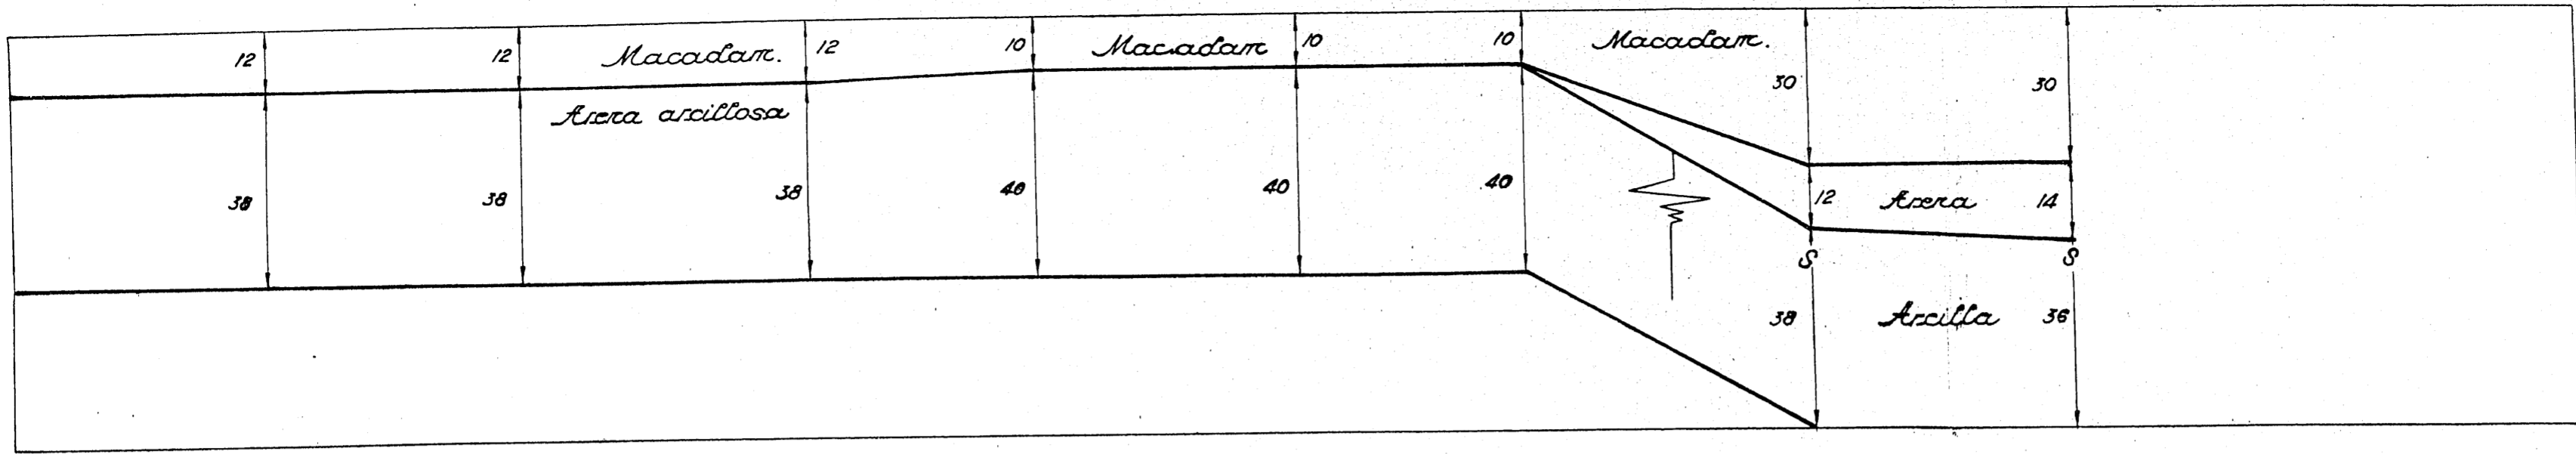 12 12 Macadam. 12 10 Macadam 10 10 Macadam.
30 30
Arena arcillosa
38 38 38 40 40 40 12 Arena 14
S S
38 Arcilla 36